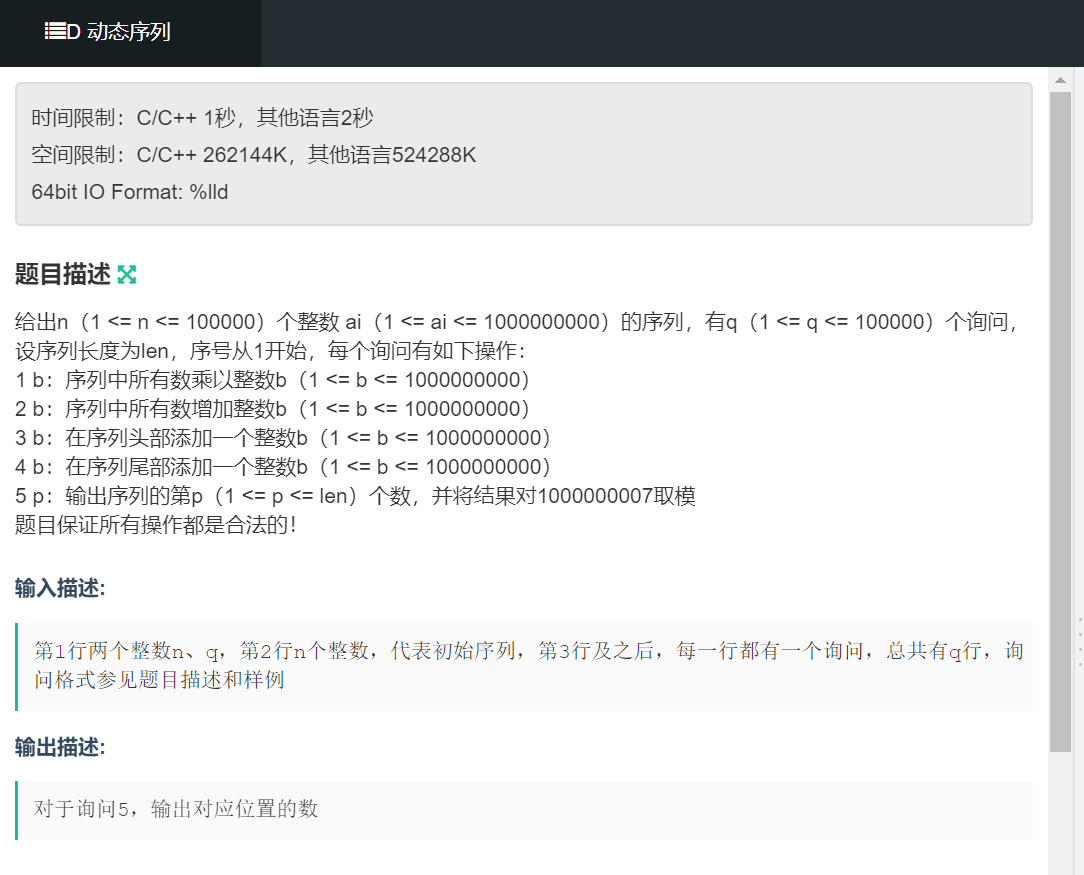 D 动态序列
时间限制：C/C++ 1秒，其他语言2秒
空间限制：C/C++ 262144K，其他语言524288K
64bit IO Format: %lld
题目描述
给出n（1 <= n <= 100000）个整数 ai（1 <= ai <= 1000000000）的序列，有q（1 <= q <= 100000）个询问，
设序列长度为len，序号从1开始，每个询问有如下操作：
1 b：序列中所有数乘以整数b（1 <= b <= 1000000000）
2 b：序列中所有数增加整数b（1 <= b <= 1000000000）
3 b：在序列头部添加一个整数b（1 <= b <= 1000000000）
4 b：在序列尾部添加一个整数b（1 <= b <= 1000000000）
5 p：输出序列的第p（1 <= p <= len）个数，并将结果对1000000007取模
题目保证所有操作都是合法的！
输入描述:
第1行两个整数n、q，第2行n个整数，代表初始序列，第3行及之后，每一行都有一个询问，总共有q行，询
问格式参见题目描述和样例
输出描述:
对于询问5，输出对应位置的数